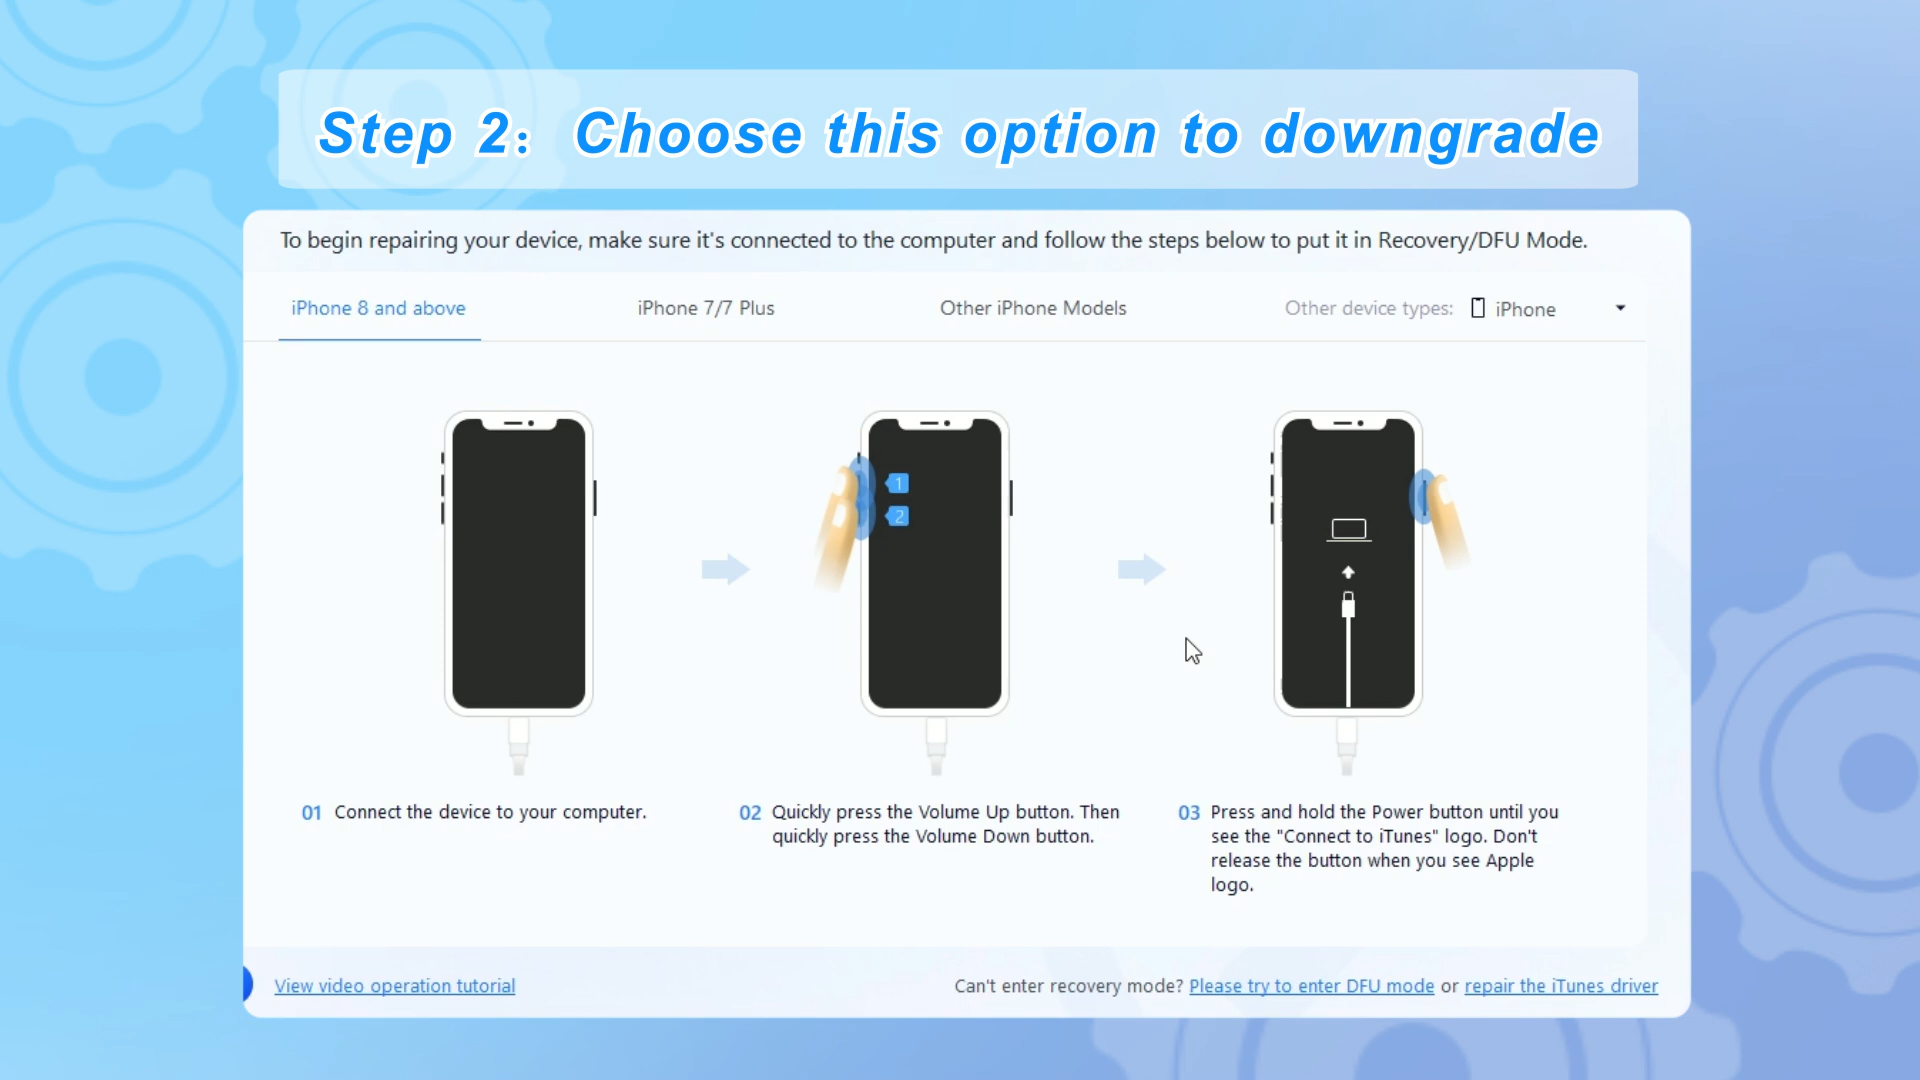 Step 2： Choose this option to downgrade
To begin repairing your device, make sure it's connected to the computer and follow the steps below to put it in Recovery/DFU Mode.
iPhone 8 and above
iPhone 7/7 Plus
Other iPhone Models
Other device types:
iPhone
1
2
01 Connect the device to your computer.
02 Quickly press the Volume Up button. Then
quickly press the Volume Down button.
03 Press and hold the Power button until you
see the "Connect to iTunes" logo. Don't
release the button when you see Apple
logo.
View video operation tutorial
Can't enter recovery mode? Please try to enter DFU mode or repair the iTunes driver